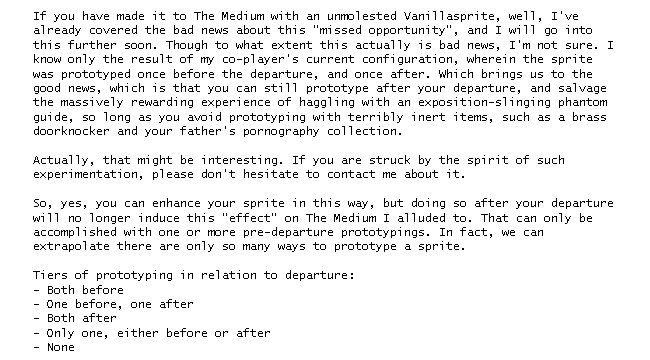 If you have made it to The Medium with an unmolested Vanillasprite, well, I've
already covered the bad news about this "missed opportunity", and I will go into
this further soon. Though to what extent this actually is bad news, I'm not sure. I
know only the result of my co-player's current configuration, wherein the sprite
was prototyped once before the departure, and once after. Which brings us to the
good news, which is that you can still prototype after your departure, and salvage
the massively rewarding experience of haggling with an exposition-slinging phantom
guide, so long as you avoid prototyping with terribly inert items, such as a brass
doorknocker and your father's pornography collection.
Actually, that might be interesting. If you are struck by the spirit of such
experimentation, please don't hesitate to contact me about it.
So, yes, you can enhance your sprite in this way, but doing so after your departure
will no longer induce this "effect" on The Medium I alluded to. That can only be
accomplished with one or more pre-departure prototypings. In fact, we can
extrapolate there are only so many ways to prototype a sprite.
Tiers of prototyping in relation to departure:
- Both before
- One before, one after
- Both after
- Only one, either before or after
- None